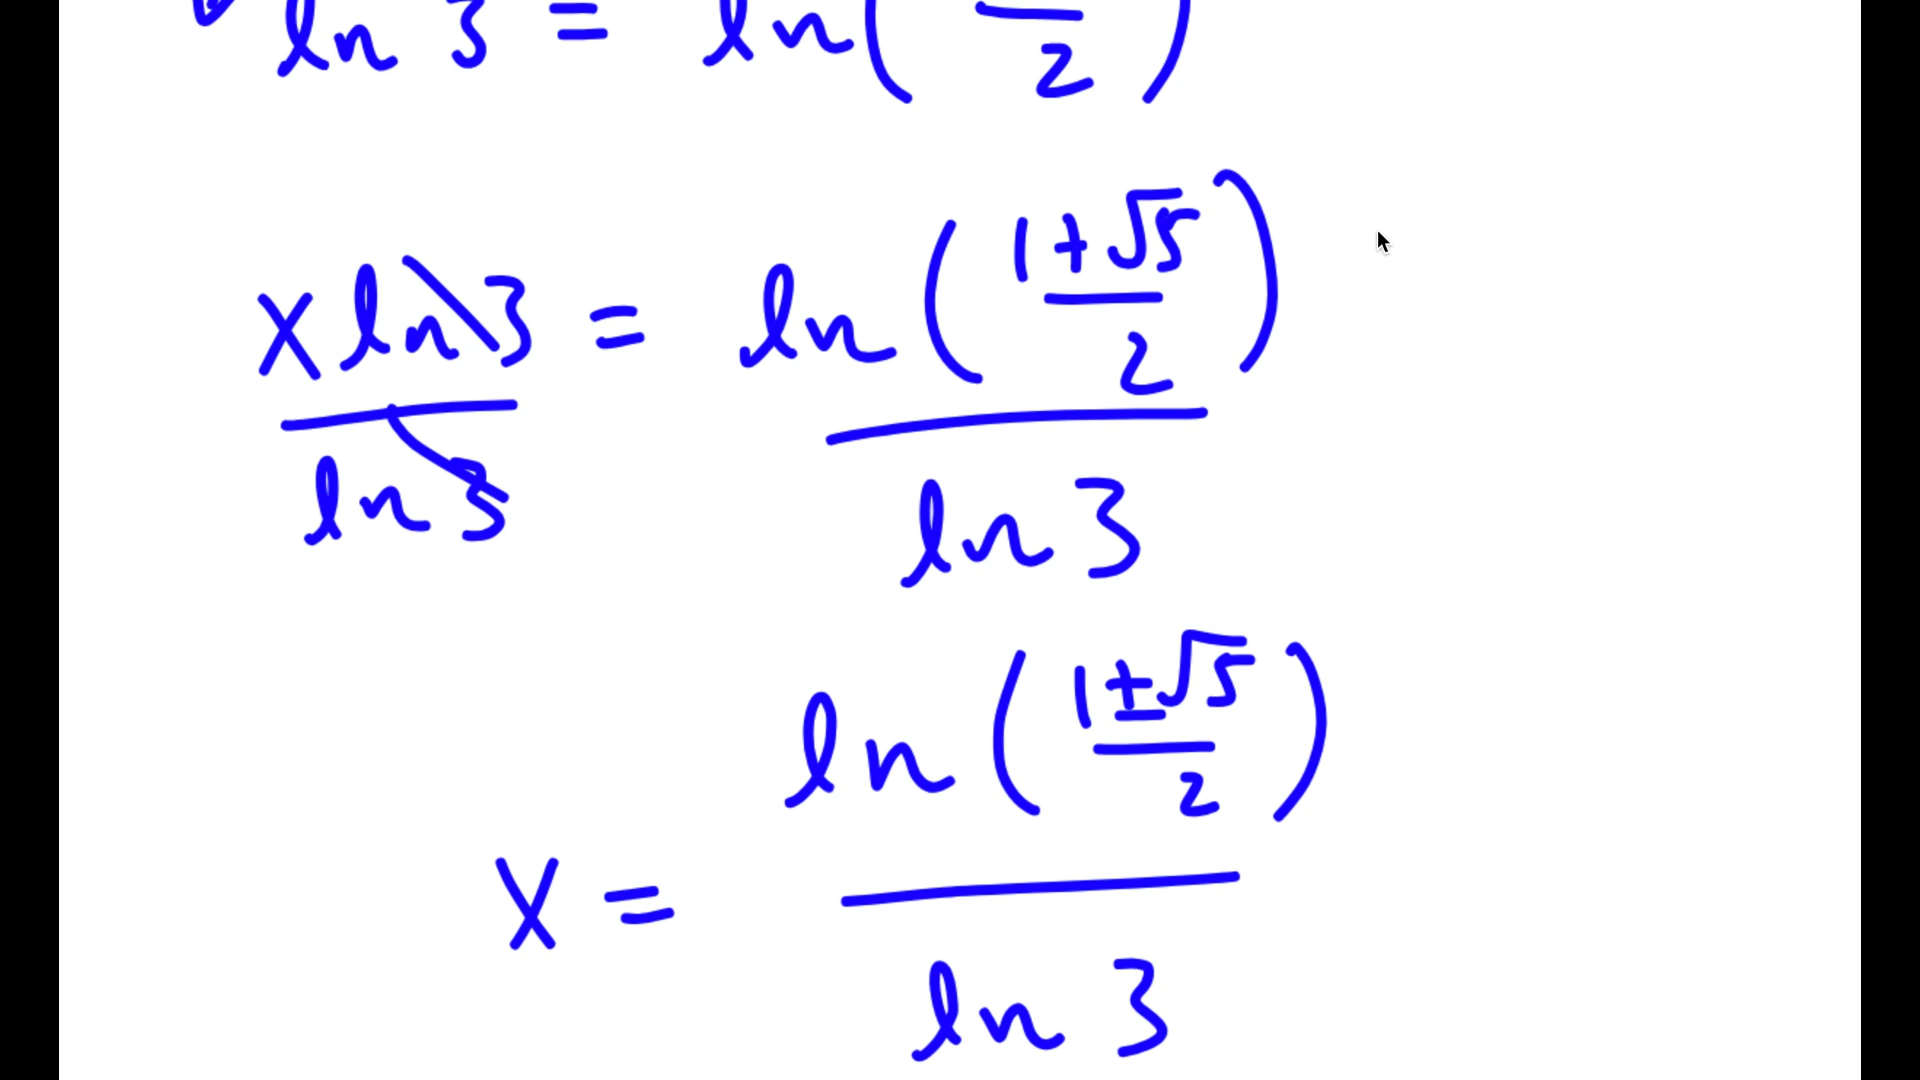 ln 3 = ln( — 2 )
x ln 3 / ln 3 = ln( (1+√5) / 2 ) / ln 3
x = ln( (1±√5) / 2 ) / ln 3